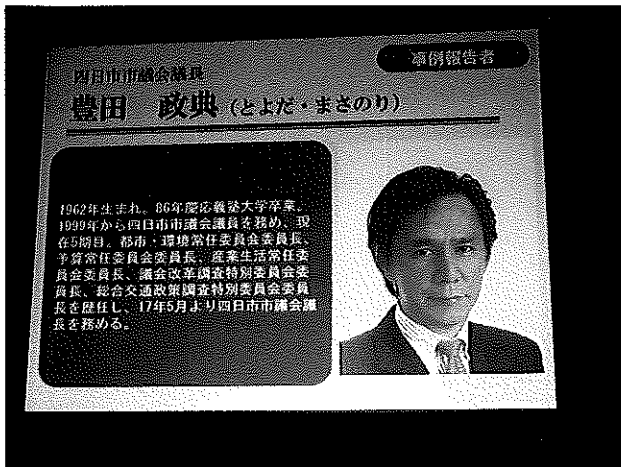 事例報告者
四日市市議会議長
豊田　政典（とよだ・まさのり）
1962年生まれ。86年慶応義塾大学卒業。
1999年から四日市市議会議員を務め、現
在5期目。都市・環境常任委員会委員長、
予算常任委員会委員長、産業生活常任委
員会委員長、議会改革調査特別委員会委
員長、総合交通政策調査特別委員会委員
長を歴任し、17年5月より四日市市議会議
長を務める。